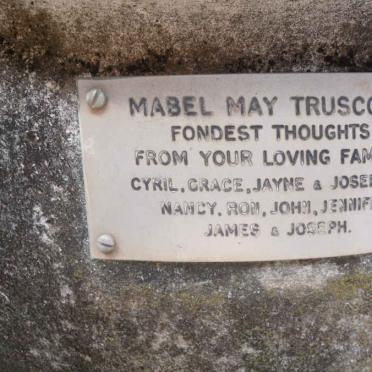 MABEL MAY TRUSCO
FONDEST THOUGHTS
FROM YOUR LOVING FAM
CYRIL, GRACE, JAYNE & JOSE
NANCY, RON, JOHN, JENNIF
JAMES & JOSEPH.